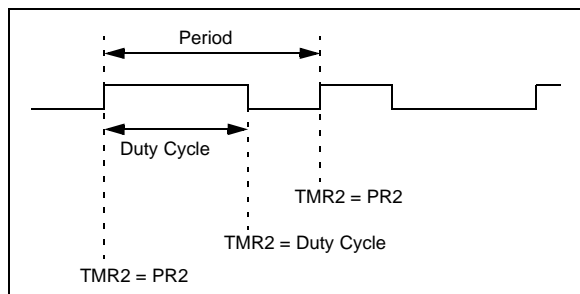 Period
Duty Cycle
TMR2 = PR2
TMR2 = Duty Cycle
TMR2 = PR2